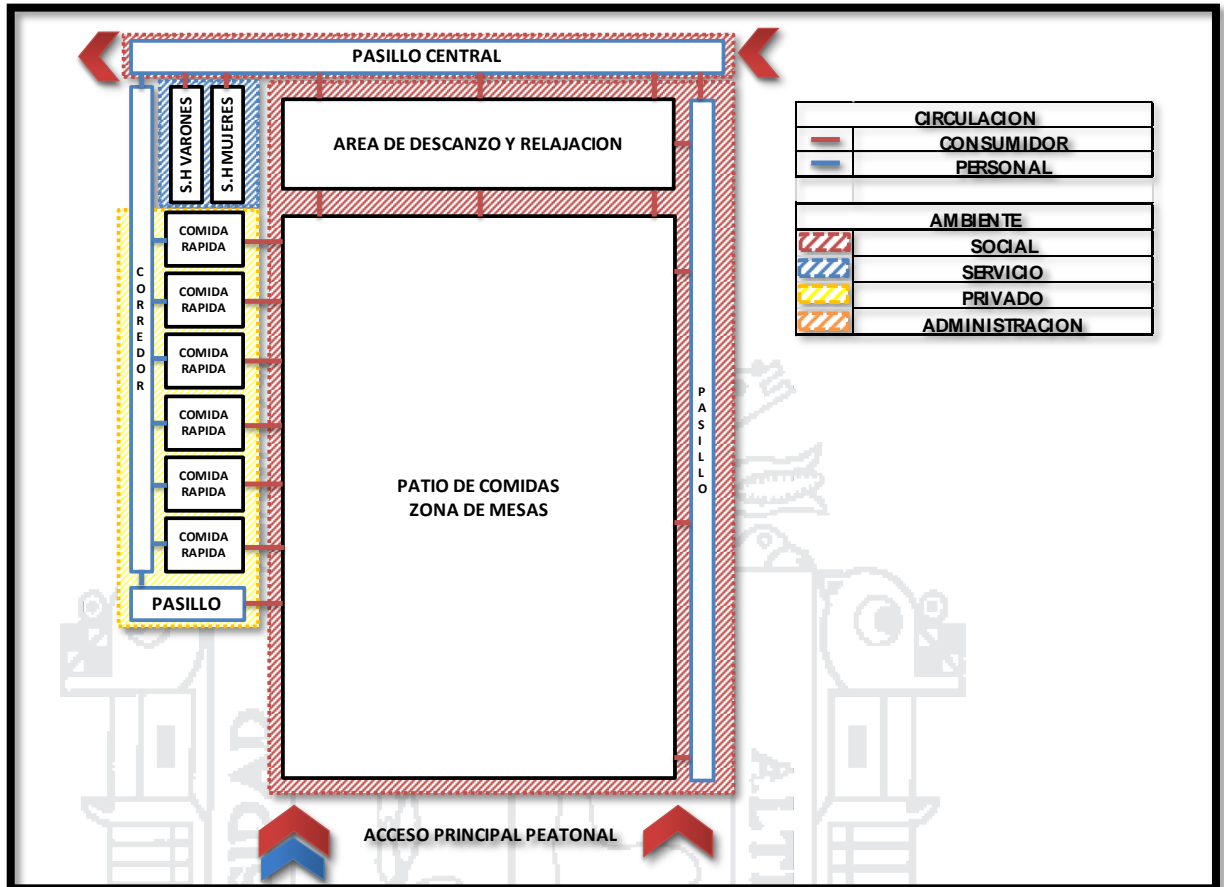 PASILLO CENTRAL
S.H VARONES
S.H MUJERES
AREA DE DESCANZO Y RELAJACION
COMIDA
RAPIDA
COMIDA
RAPIDA
COMIDA
RAPIDA
COMIDA
RAPIDA
COMIDA
RAPIDA
COMIDA
RAPIDA
CORREDOR
PASILLO
PATIO DE COMIDAS
ZONA DE MESAS
PASILLO
ACCESO PRINCIPAL PEATONAL
CIRCULACION
CONSUMIDOR
PERSONAL
AMBIENTE
SOCIAL
SERVICIO
PRIVADO
ADMINISTRACION